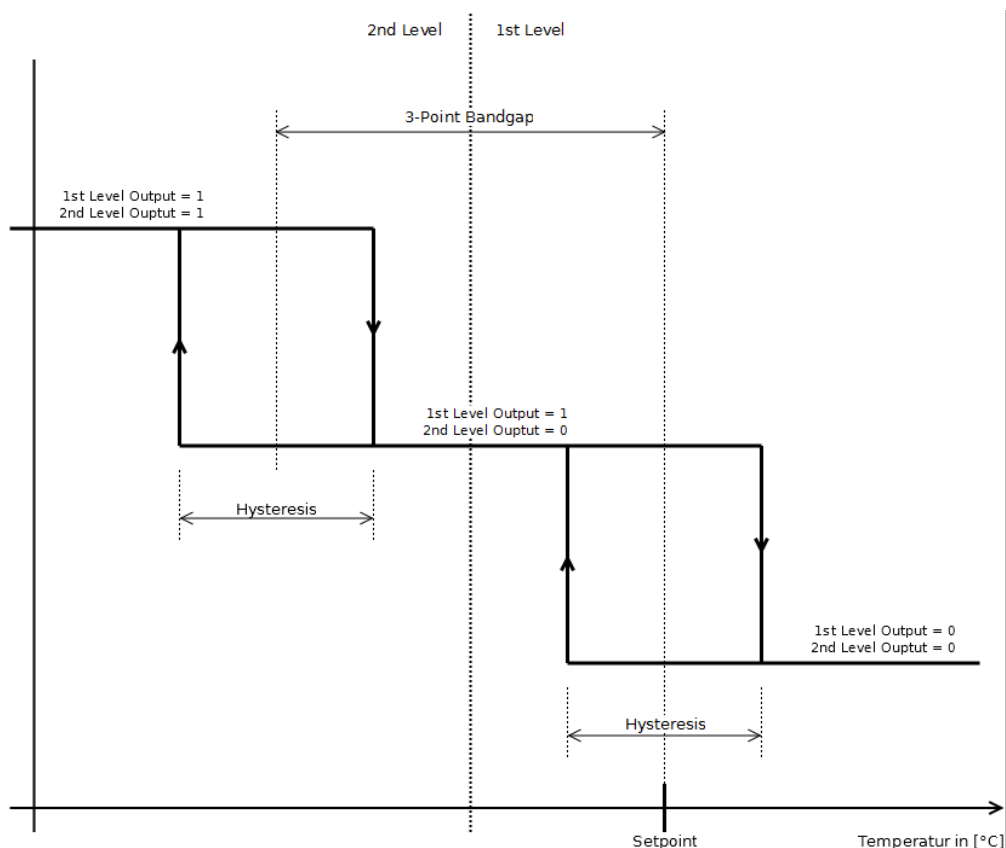 2nd Level
1st Level
3-Point Bandgap
1st Level Output = 1
2nd Level Ouptut = 1
1st Level Output = 1
2nd Level Ouptut = 0
Hysteresis
1st Level Output = 0
2nd Level Ouptut = 0
Hysteresis
Setpoint
Temperatur in [°C]